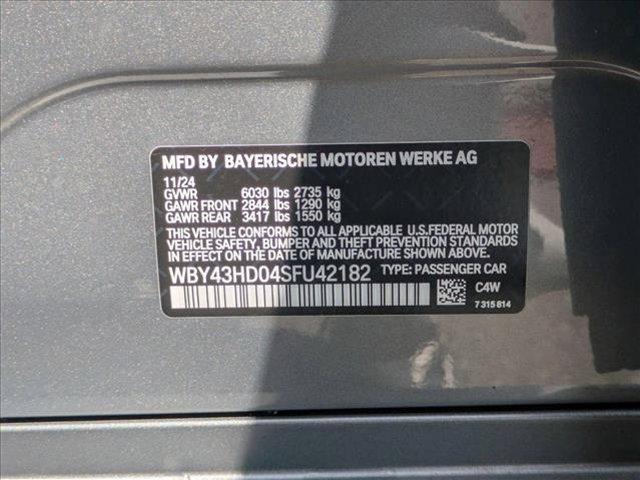 MFD BY BAYERISCHE MOTOREN WERKE AG
11/24
GVWR 6030 lbs 2735 kg
GAWR FRONT 2844 lbs 1290 kg
GAWR REAR 3417 lbs 1550 kg
THIS VEHICLE CONFORMS TO ALL APPLICABLE U.S.FEDERAL MOTOR
VEHICLE SAFETY, BUMPER AND THEFT PREVENTION STANDARDS IN
EFFECT ON THE DATE OF MANUFACTURE SHOWN ABOVE.
WBY43HD04SFU42182 TYPE: PASSENGER CAR
C4W
7 315 814